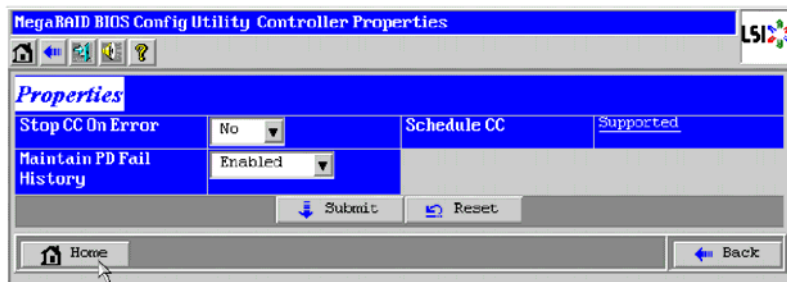 MegaRAID BIOS Config Utility Controller Properties
LSI
?
Properties
Stop CC On Error No Schedule CC Supported
Maintain PD Fail History Enabled
Submit Reset
Home Back